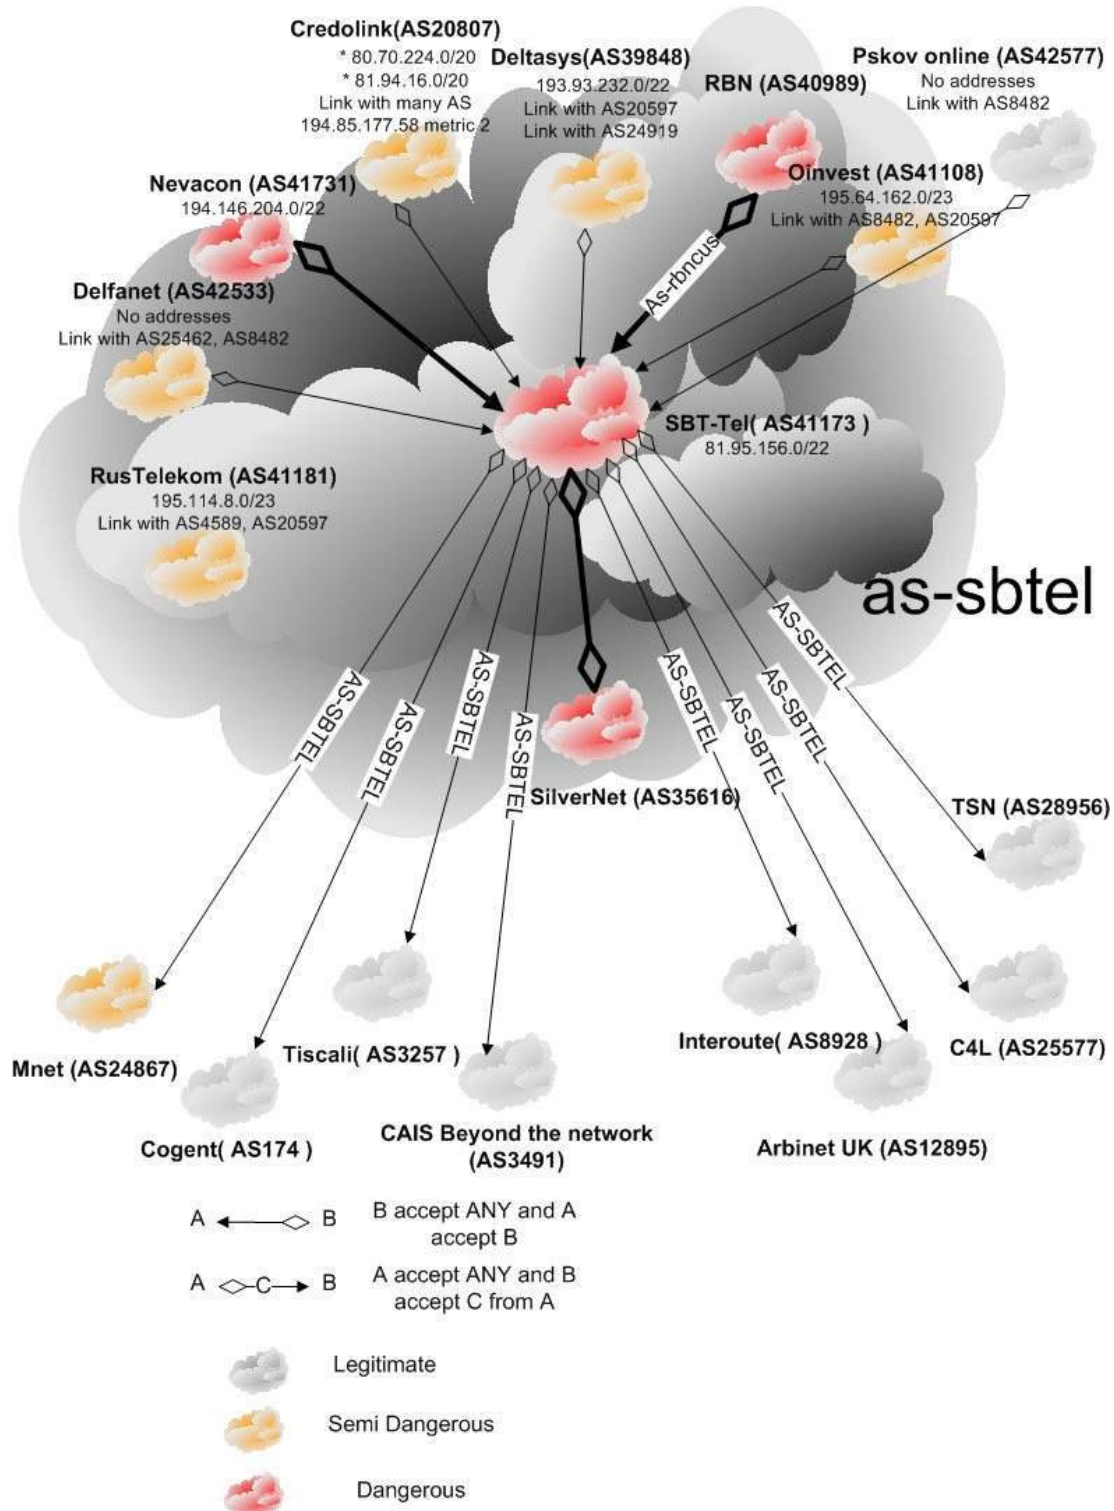 Credolink(AS20807)
* 80.70.224.0/20
* 81.94.16.0/20
Link with many AS
194.85.177.58 metric 2
Deltasys(AS39848)
193.93.232.0/22
Link with AS20597
Link with AS24919
RBN (AS40989)
Pskov online (AS42577)
No addresses
Link with AS8482
Nevacon (AS41731)
194.146.204.0/22
Oinvest (AS41108)
195.64.162.0/23
Link with AS8482, AS20597
As-rbncus
Delfanet (AS42533)
No addresses
Link with AS25462, AS8482
SBT-Tel( AS41173 )
81.95.156.0/22
RusTelekom (AS41181)
195.114.8.0/23
Link with AS4589, AS20597
as-sbtel
AS-SBTEL
AS-SBTEL
AS-SBTEL
AS-SBTEL
AS-SBTEL
AS-SBTEL
AS-SBTEL
AS-SBTEL
SilverNet (AS35616)
TSN (AS28956)
Mnet (AS24867)
Tiscali( AS3257 )
Interoute( AS8928 )
C4L (AS25577)
Cogent( AS174 )
CAIS Beyond the network
(AS3491)
Arbinet UK (AS12895)
A B B accept ANY and A
accept B
A C B A accept ANY and B
accept C from A
Legitimate
Semi Dangerous
Dangerous